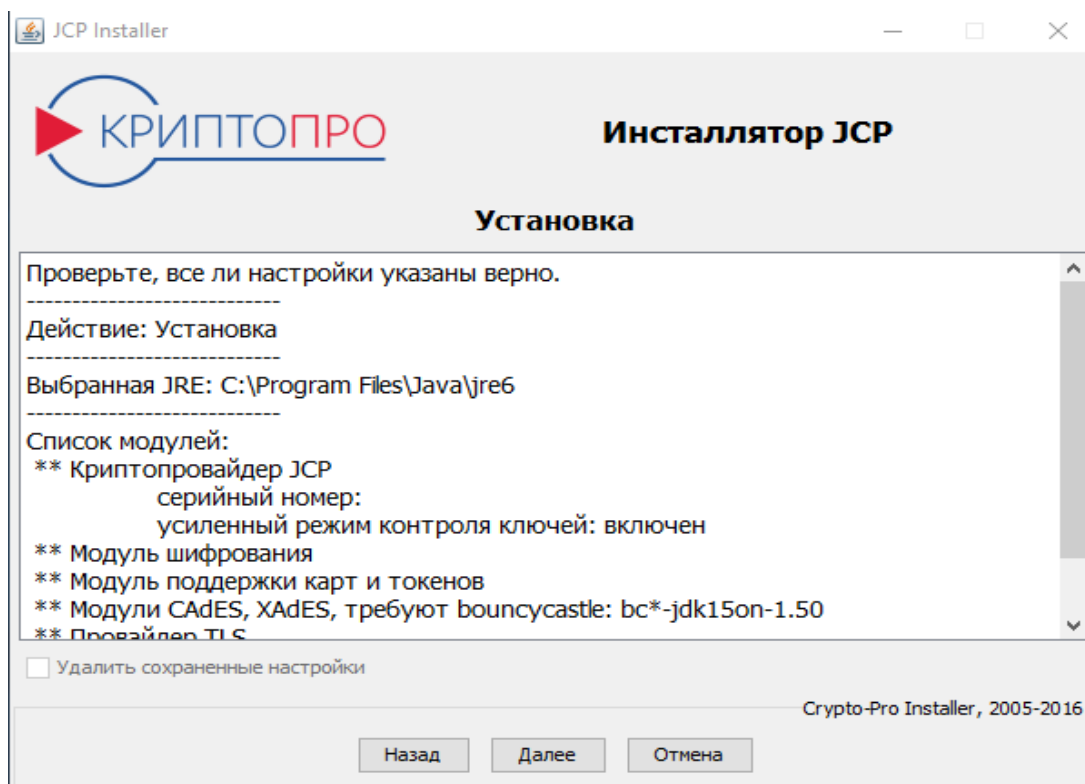 JCP Installer
КРИПТОПРО
Инсталлятор JCP
Установка
Проверьте, все ли настройки указаны верно.
----------------------------
Действие: Установка
----------------------------
Выбранная JRE: C:\Program Files\Java\jre6
----------------------------
Список модулей:
** Криптопровайдер JCP
серийный номер:
усиленный режим контроля ключей: включен
** Модуль шифрования
** Модуль поддержки карт и токенов
** Модули CAdES, XAdES, требуют bouncycastle: bc*-jdk15on-1.50
** Провайдер TLS
Удалить сохраненные настройки
Crypto-Pro Installer, 2005-2016
Назад Далее Отмена